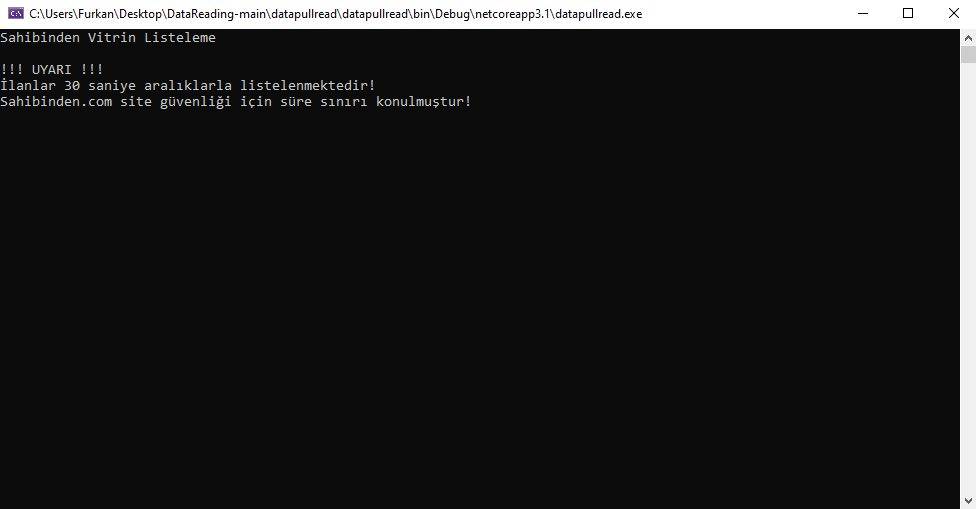 C:\Users\Furkan\Desktop\DataReading-main\datapullread\datapullread\bin\Debug\netcoreapp3.1\datapullread.exe
Sahibinden Vitrin Listeleme
!!! UYARI !!!
İlanlar 30 saniye aralıklarla listelenmektedir!
Sahibinden.com site güvenliği için süre sınırı konulmuştur!